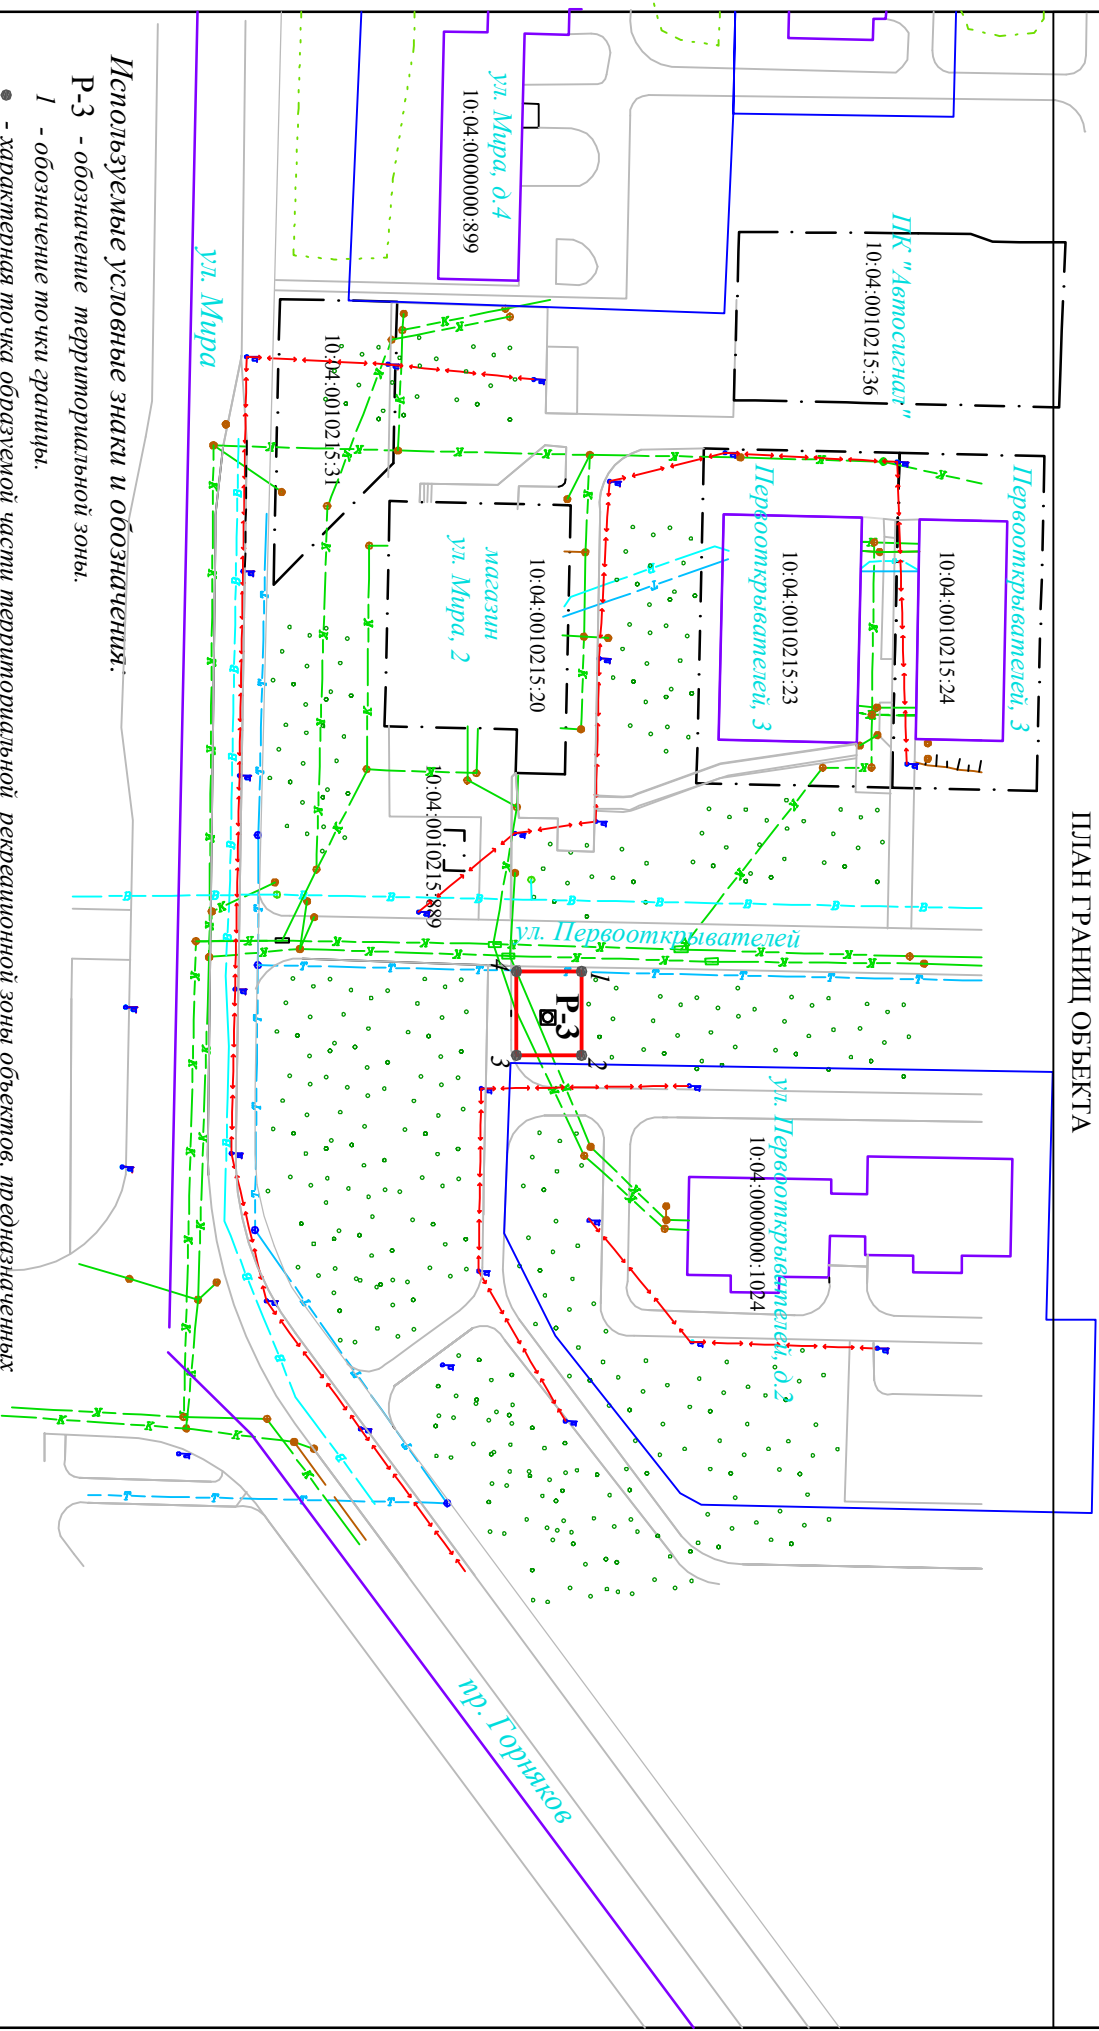 ПЛАН ГРАНИЦ ОБЪЕКТА
ПК "Автосигнал"
10:04:0010215:36
Первооткрывателей, 3
10:04:0010215:24
Первооткрывателей, 3
10:04:0010215:23
ул. Первооткрывателей, д.2
10:04:0000000:1024
ул. Мира, д.4
10:04:0000000:899
10:04:0010215:31
10:04:0010215:20
магазин
ул. Мира, 2
10:04:0010215:889
ул. Первооткрывателей
1
2
Р-3
4
3
пр. Горняков
ул. Мира
Используемые условные знаки и обозначения:
Р-3 - обозначение территориальной зоны.
1 - обозначение точки границы.
- характерная точка образуемой части территориальной рекреационной зоны объектов, предназначенных